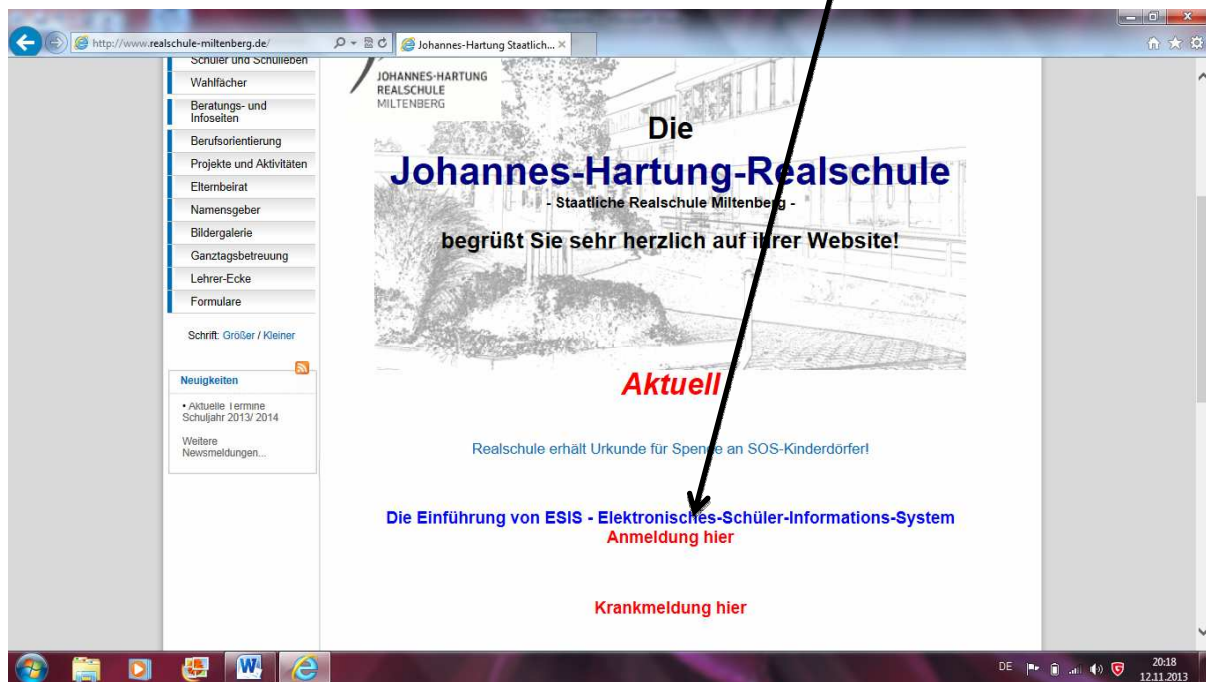 http://www.realschule-miltenberg.de/
Johannes-Hartung Staatlich...
Schüler und Schulleben
Wahlfächer
Beratungs- und
Infoseiten
Berufsorientierung
Projekte und Aktivitäten
Elternbeirat
Namensgeber
Bildergalerie
Ganztagsbetreuung
Lehrer-Ecke
Formulare
Schrift: Größer / Kleiner
Neuigkeiten
• Aktuelle Termine
Schuljahr 2013/ 2014
Weitere
Newsmeldungen...
JOHANNES-HARTUNG
REALSCHULE
MILTENBERG
Die
Johannes-Hartung-Realschule
- Staatliche Realschule Miltenberg -
begrüßt Sie sehr herzlich auf ihrer Website!
Aktuell
Realschule erhält Urkunde für Spende an SOS-Kinderdörfer!
Die Einführung von ESIS - Elektronisches-Schüler-Informations-System
Anmeldung hier
Krankmeldung hier
DE
20:18
12.11.2013